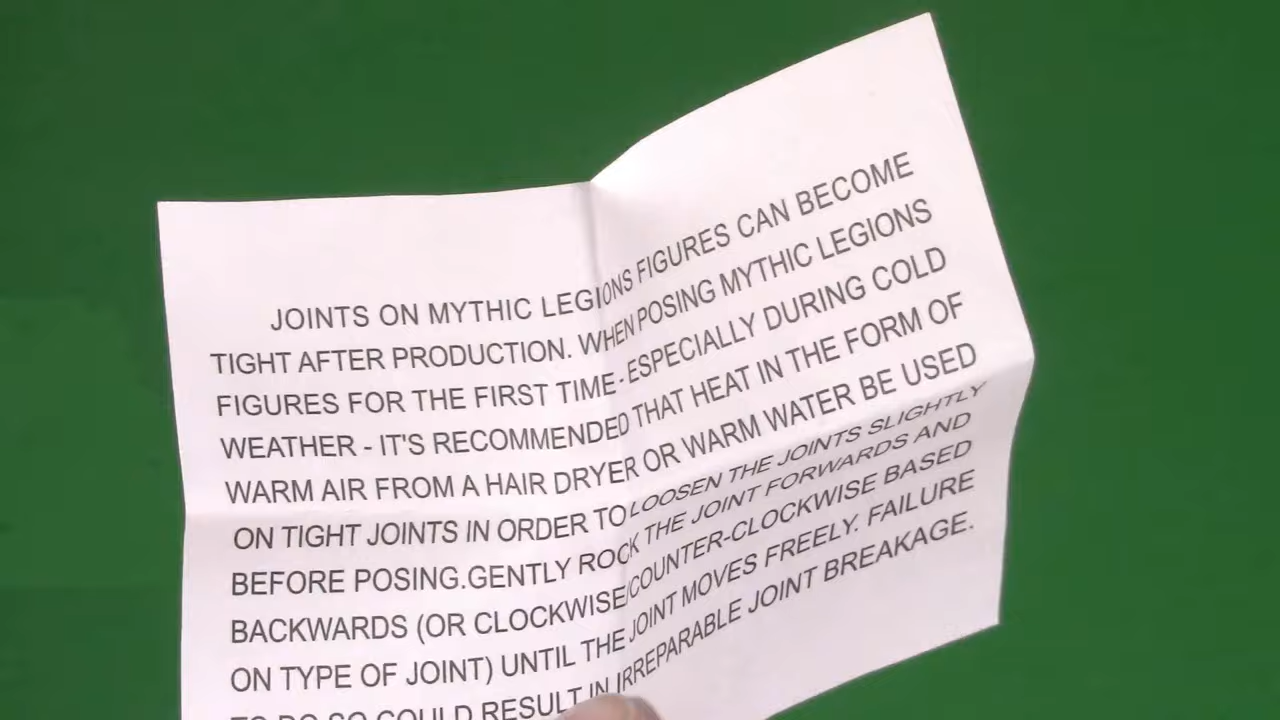 JOINTS ON MYTHIC LEGIONS FIGURES CAN BECOME
TIGHT AFTER PRODUCTION. WHEN POSING MYTHIC LEGIONS
FIGURES FOR THE FIRST TIME - ESPECIALLY DURING COLD
WEATHER - IT'S RECOMMENDED THAT HEAT IN THE FORM OF
WARM AIR FROM A HAIR DRYER OR WARM WATER BE USED
ON TIGHT JOINTS IN ORDER TO LOOSEN THE JOINTS SLIGHTLY
BEFORE POSING.GENTLY ROCK THE JOINT FORWARDS AND
BACKWARDS (OR CLOCKWISE/COUNTER-CLOCKWISE BASED
ON TYPE OF JOINT) UNTIL THE JOINT MOVES FREELY. FAILURE
TO DO SO COULD RESULT IN IRREPARABLE JOINT BREAKAGE.